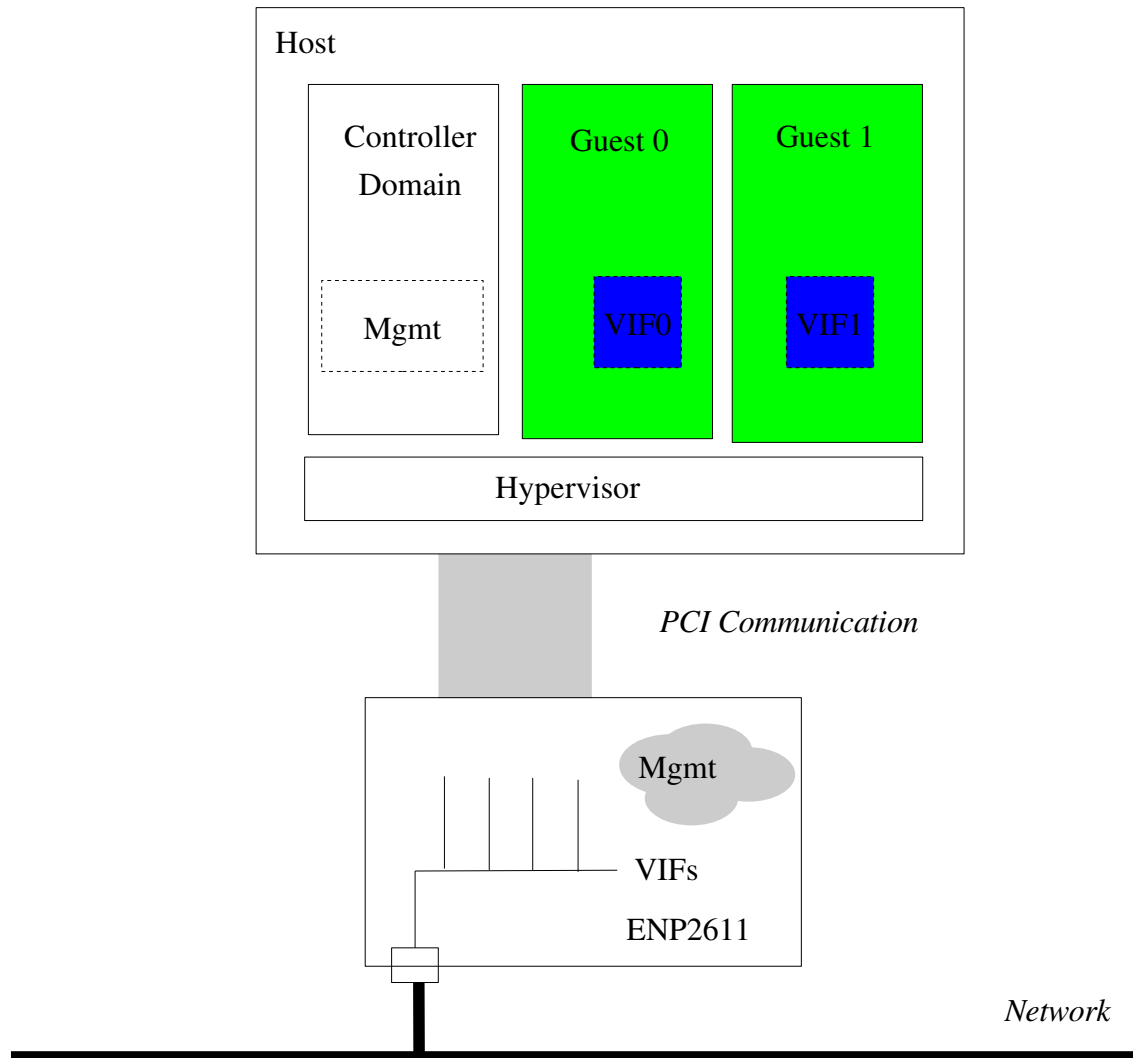 Host
Controller
Domain
Guest 0
Guest 1
Mgmt
VIF0
VIF1
Hypervisor
PCI Communication
Mgmt
VIFs
ENP2611
Network